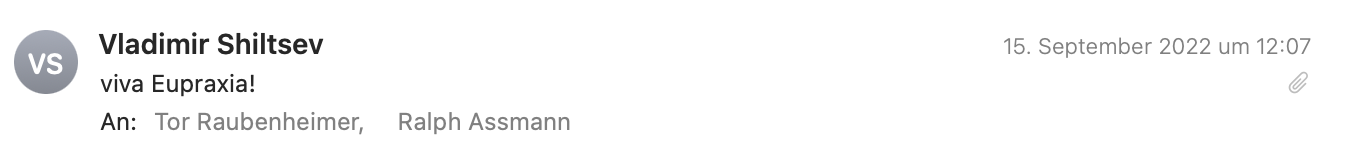 VS
Vladimir Shiltsev
15. September 2022 um 12:07
viva Eupraxia!
An: Tor Raubenheimer, Ralph Assmann